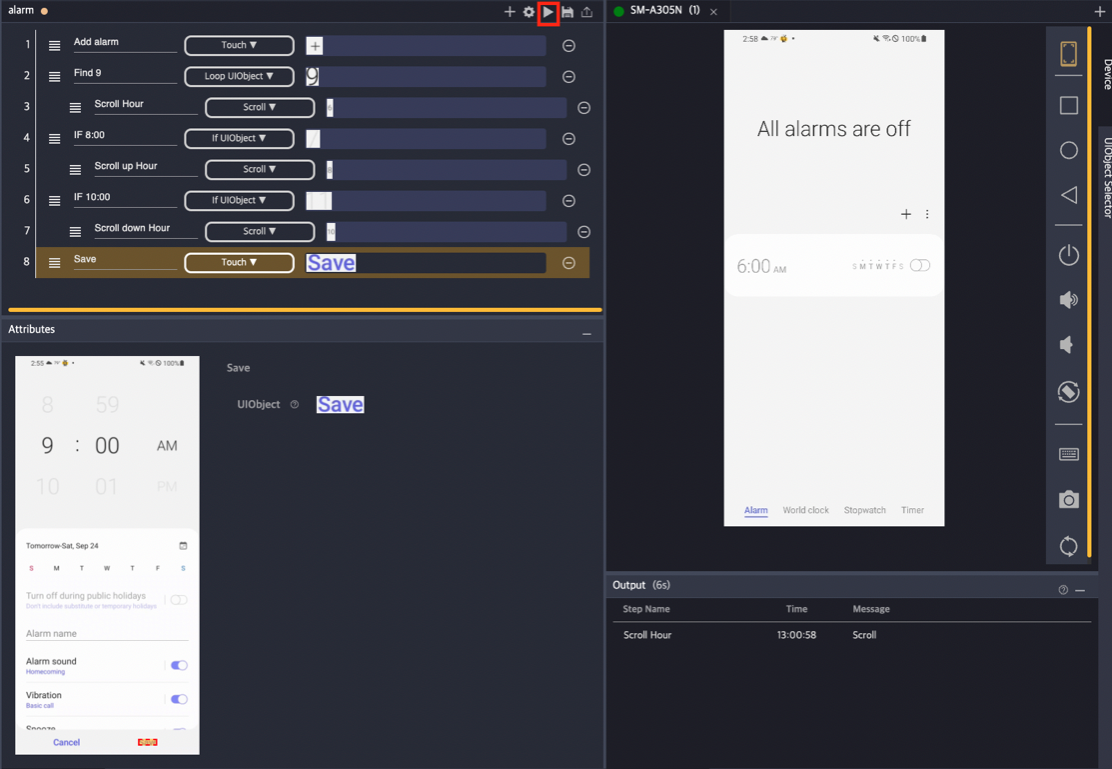 alarm
1 Add alarm Touch ▼ +
2 Find 9 Loop UIObject ▼ 9
3 Scroll Hour Scroll ▼
4 IF 8:00 If UIObject ▼
5 Scroll up Hour Scroll ▼
6 IF 10:00 If UIObject ▼
7 Scroll down Hour Scroll ▼ 10
8 Save Touch ▼ Save
Attributes
2:55 100%
8 59
9 : 00 AM
10 01 PM
Tomorrow-Sat, Sep 24
S M T W T F S
Turn off during public holidays
Don't include substitute or temporary holidays
Alarm name
Alarm sound
Homecoming
Vibration
Basic call
Snooze
Cancel
Save
UIObject Save
SM-A305N (1)
2:58 100%
All alarms are off
6:00 AM S M T W T F S
Alarm World clock Stopwatch Timer
Device
UIObject Selector
Output (6s)
Step Name Time Message
Scroll Hour 13:00:58 Scroll